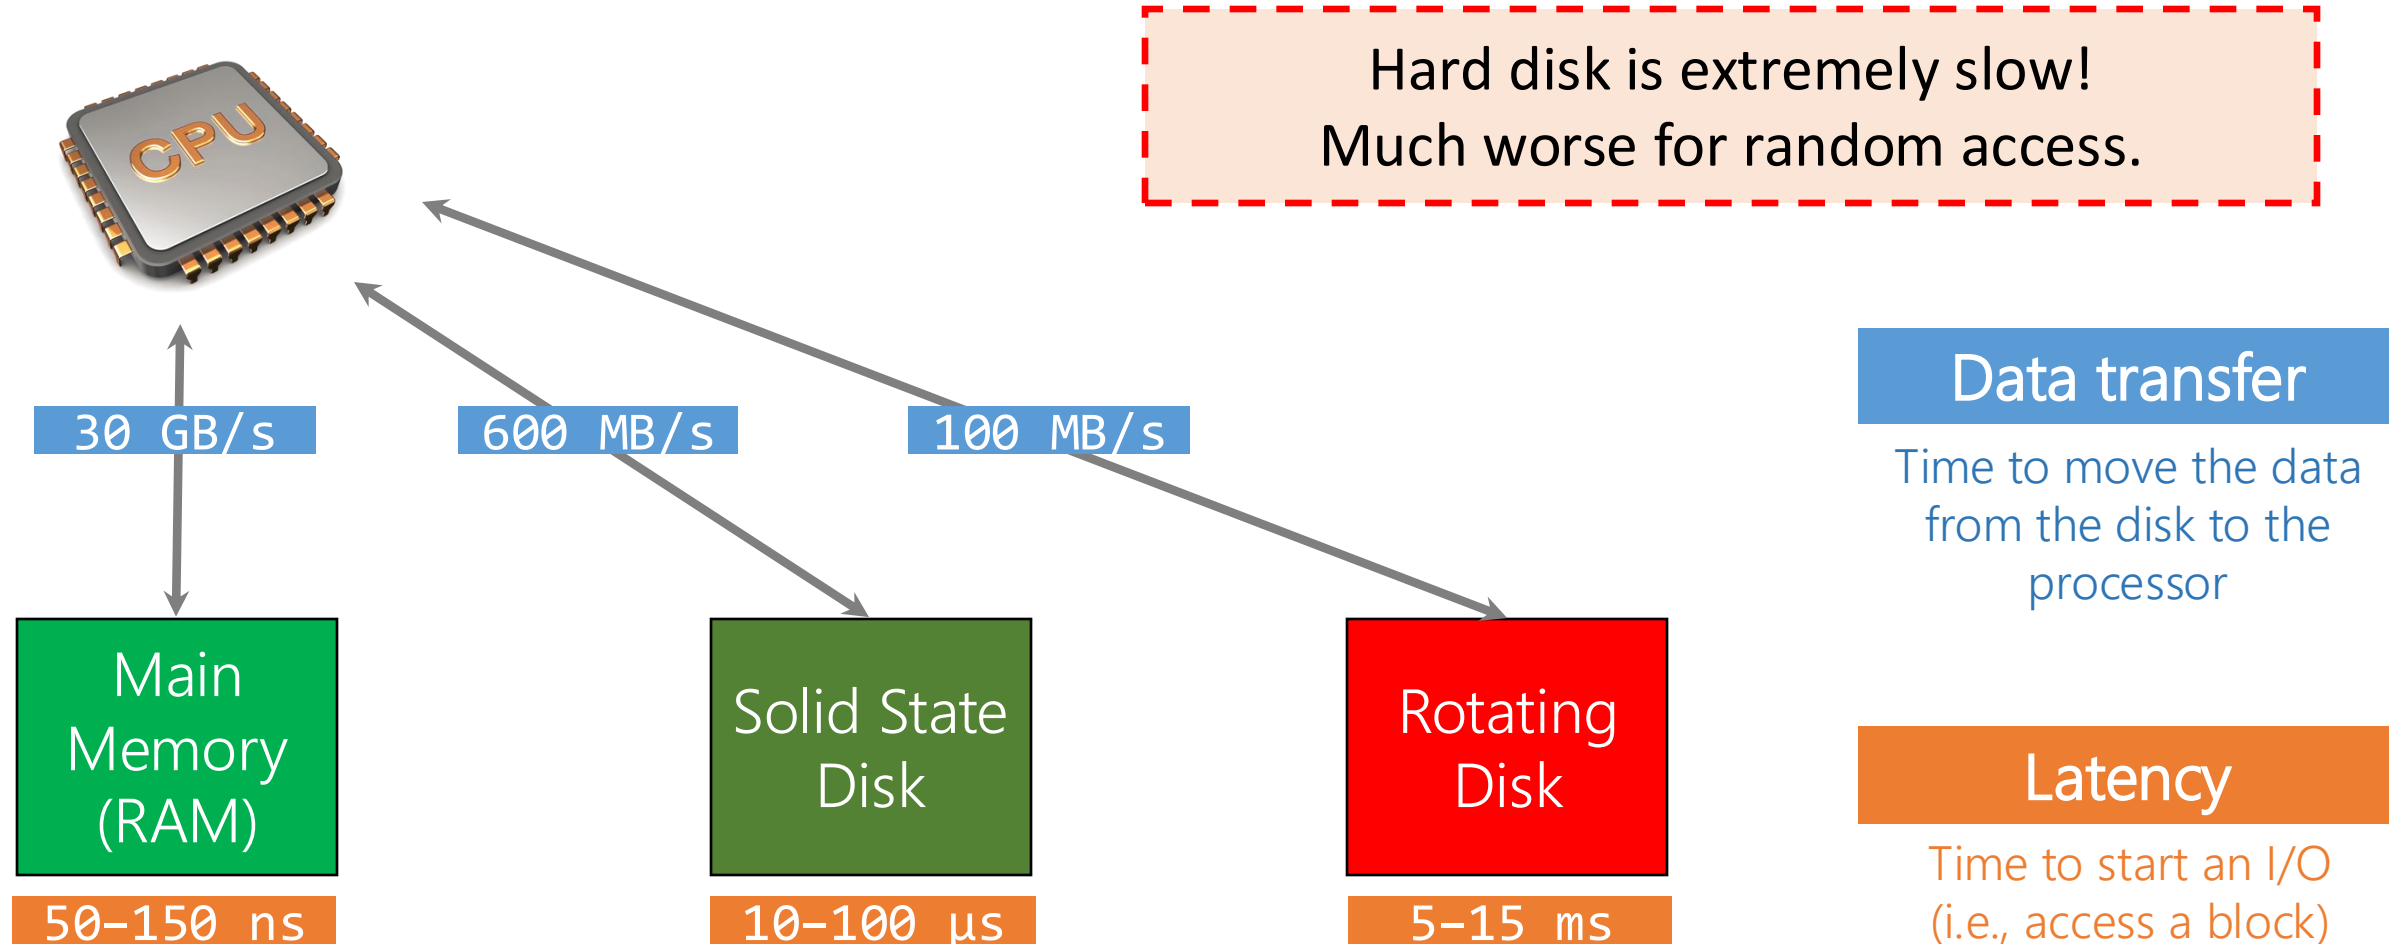 CPU
Hard disk is extremely slow!
Much worse for random access.
30 GB/s
600 MB/s
100 MB/s
Data transfer
Time to move the data
from the disk to the
processor
Main
Memory
(RAM)
Solid State
Disk
Rotating
Disk
Latency
Time to start an I/O
(i.e., access a block)
50–150 ns
10–100 µs
5–15 ms